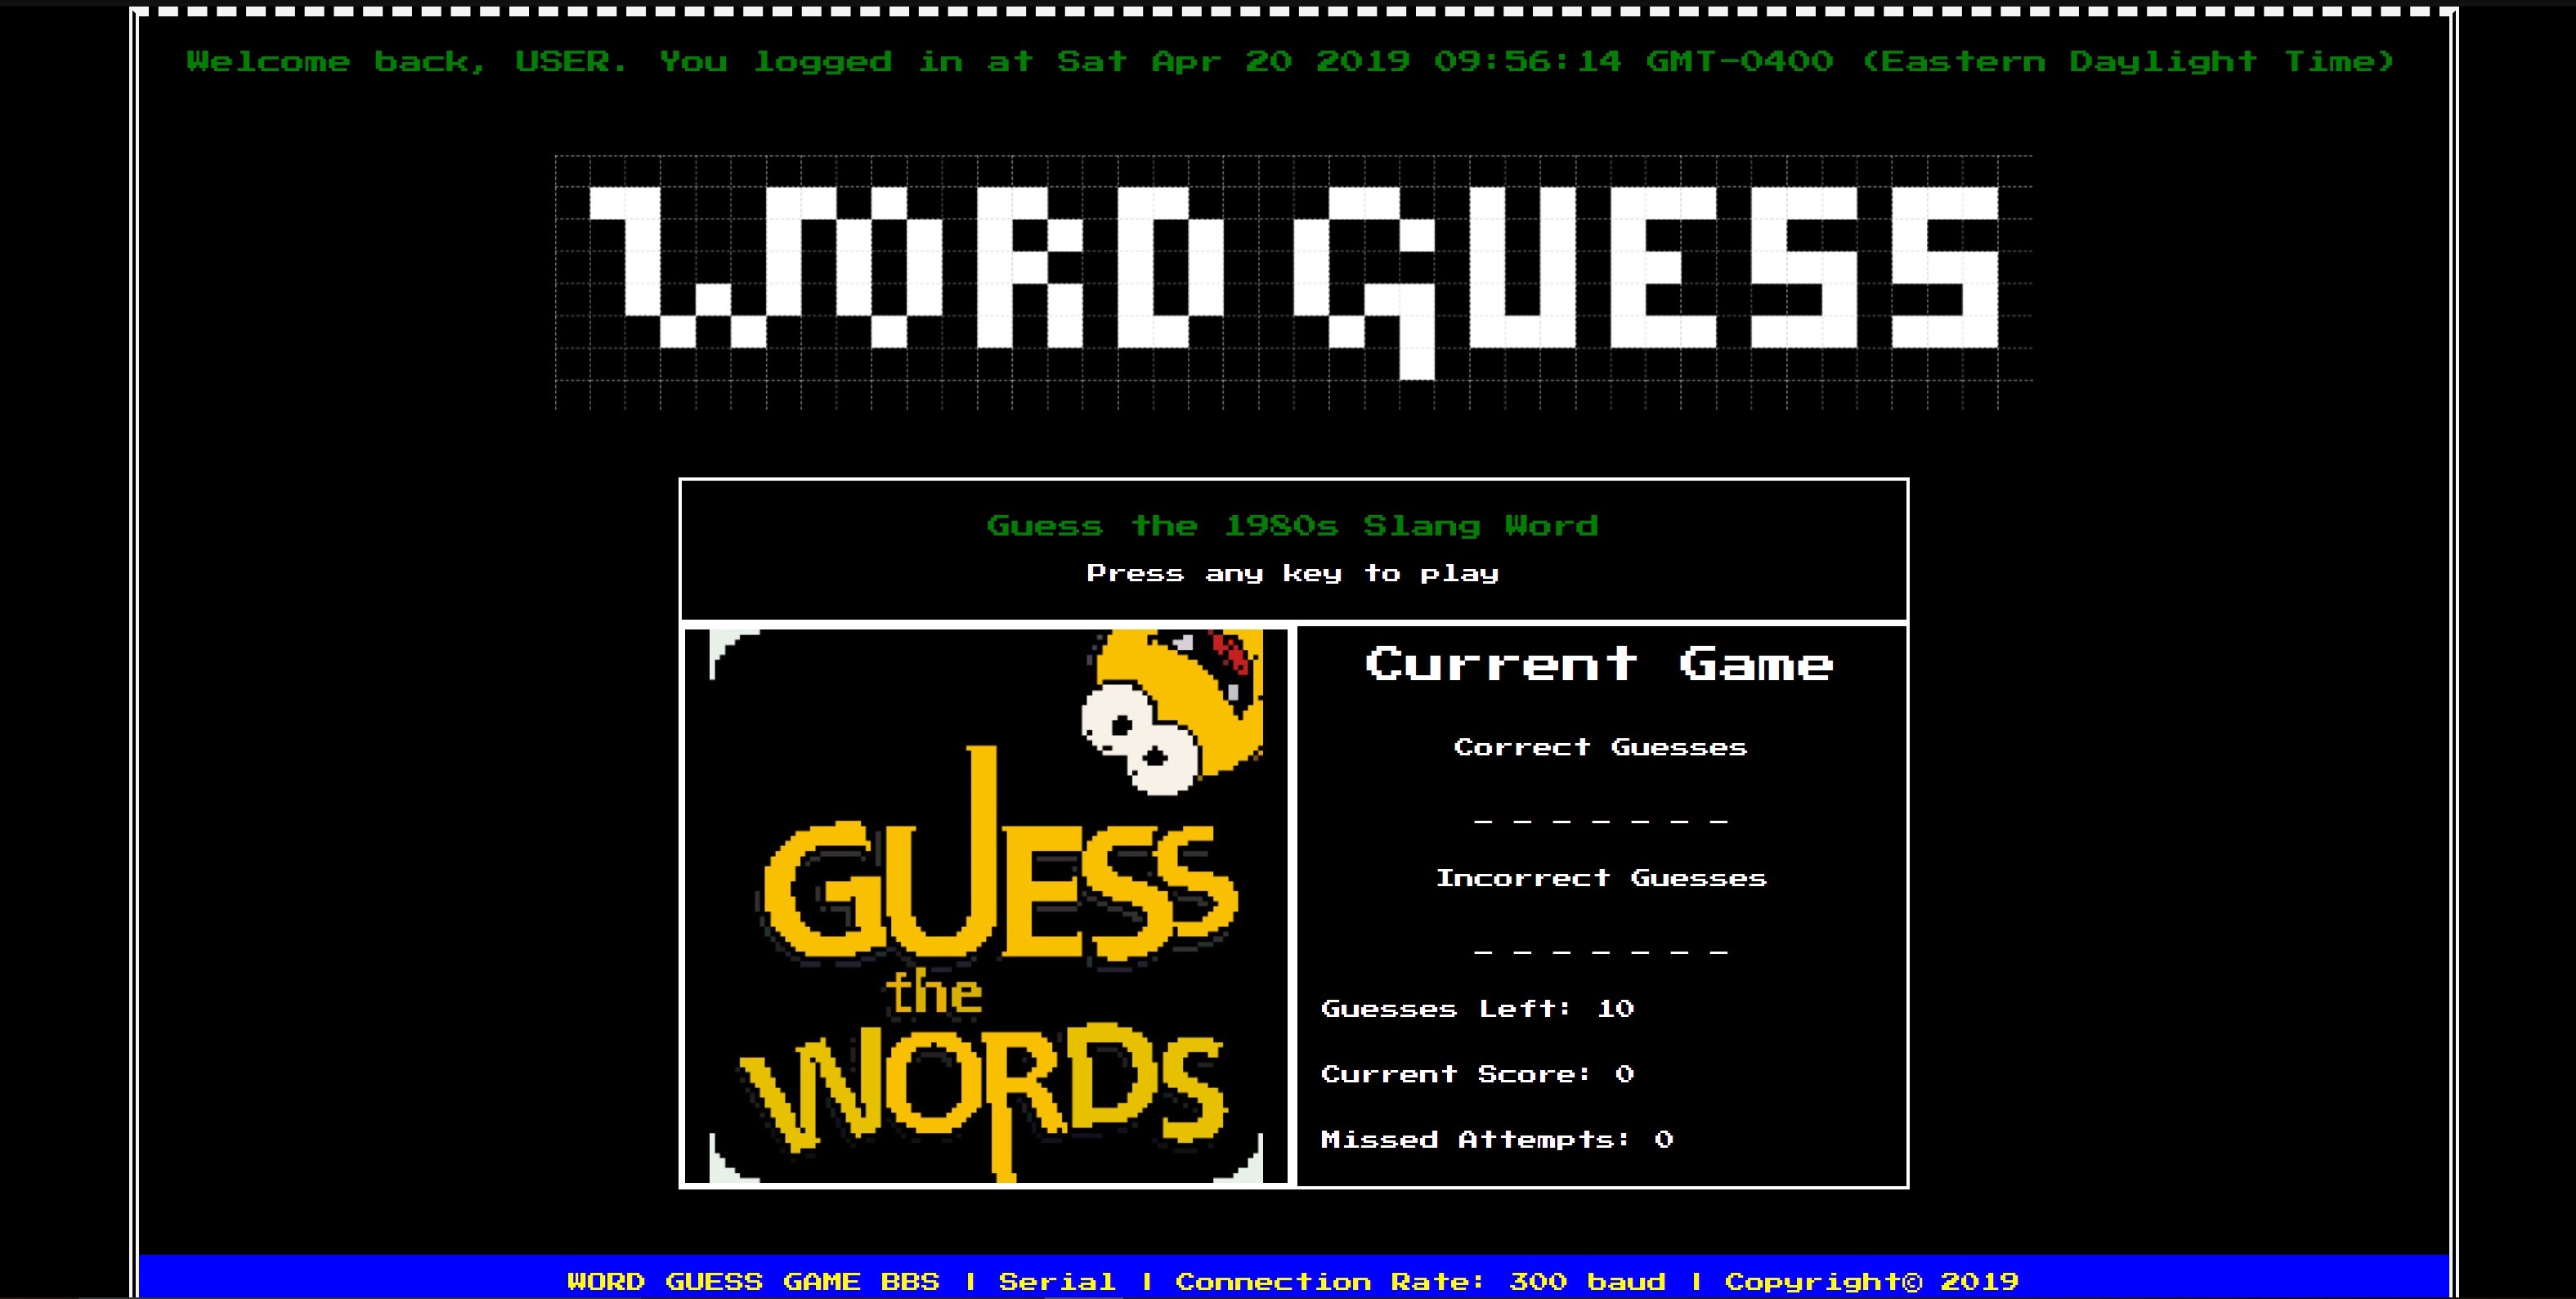 Welcome back, USER. You logged in at Sat Apr 20 2019 09:56:14 GMT-0400 (Eastern Daylight Time)
WORD GUESS
Guess the 1980s Slang Word
Press any key to play
GUESS
the
WORDS
Current Game
Correct Guesses
_ _ _ _ _ _ _
Incorrect Guesses
_ _ _ _ _ _ _
Guesses Left: 10
Current Score: 0
Missed Attempts: 0
WORD GUESS GAME BBS | Serial | Connection Rate: 300 baud | Copyright© 2019